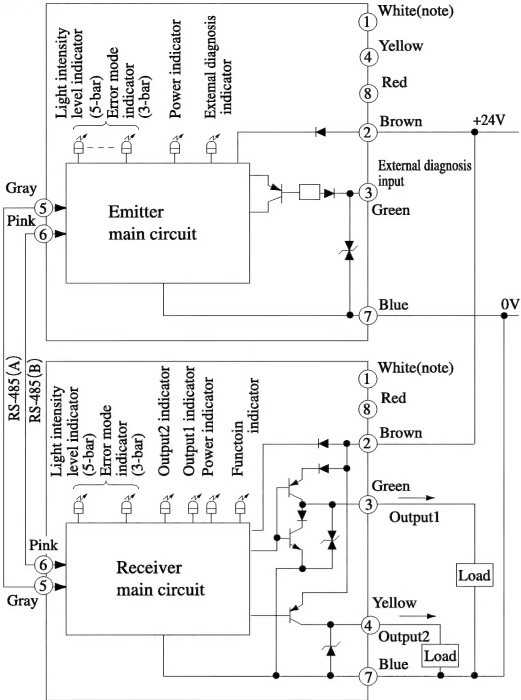 Light intensity
level indicator
(5-bar)
Error mode
indicator
(3-bar)
Power indicator
External diagnosis
indicator
1
White(note)
4
Yellow
8
Red
2
Brown
+24V
External diagnosis
input
3
Green
Gray
5
Pink
6
Emitter
main circuit
Blue
7
0V
RS-485(A)
RS-485(B)
Light intensity
level indicator
(5-bar)
Error mode
indicator
(3-bar)
Output2 indicator
Output1 indicator
Power indicator
Functoin
indicator
1
White(note)
8
Red
2
Brown
Green
3
Output1
Pink
6
5
Gray
Receiver
main circuit
Load
Yellow
4
Output2
Load
Blue
7